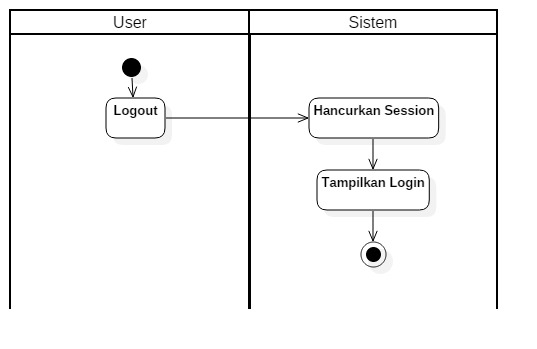 User
Sistem
Logout
Hancurkan Session
Tampilkan Login